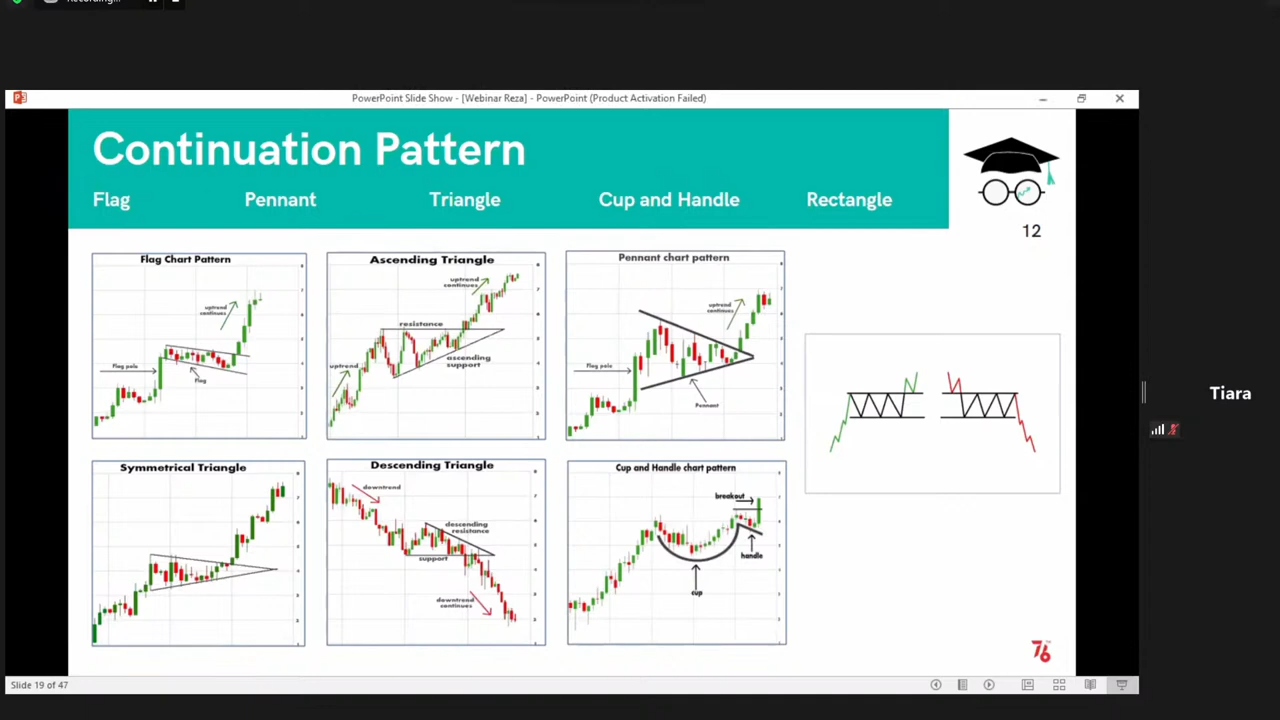 Recording...
PowerPoint Slide Show - [Webinar Reza] - PowerPoint (Product Activation Failed)
Continuation Pattern
Flag Pennant Triangle Cup and Handle Rectangle
12
Flag Chart Pattern
uptrend
continues
Flag pole
Flag
Ascending Triangle
uptrend
continues
resistance
ascending
support
uptrend
Pennant chart pattern
uptrend
continues
Flag pole
Pennant
Symmetrical Triangle
Descending Triangle
downtrend
descending
resistance
support
downtrend
continues
Cup and Handle chart pattern
breakout
handle
cup
Tiara
76
Slide 19 of 47